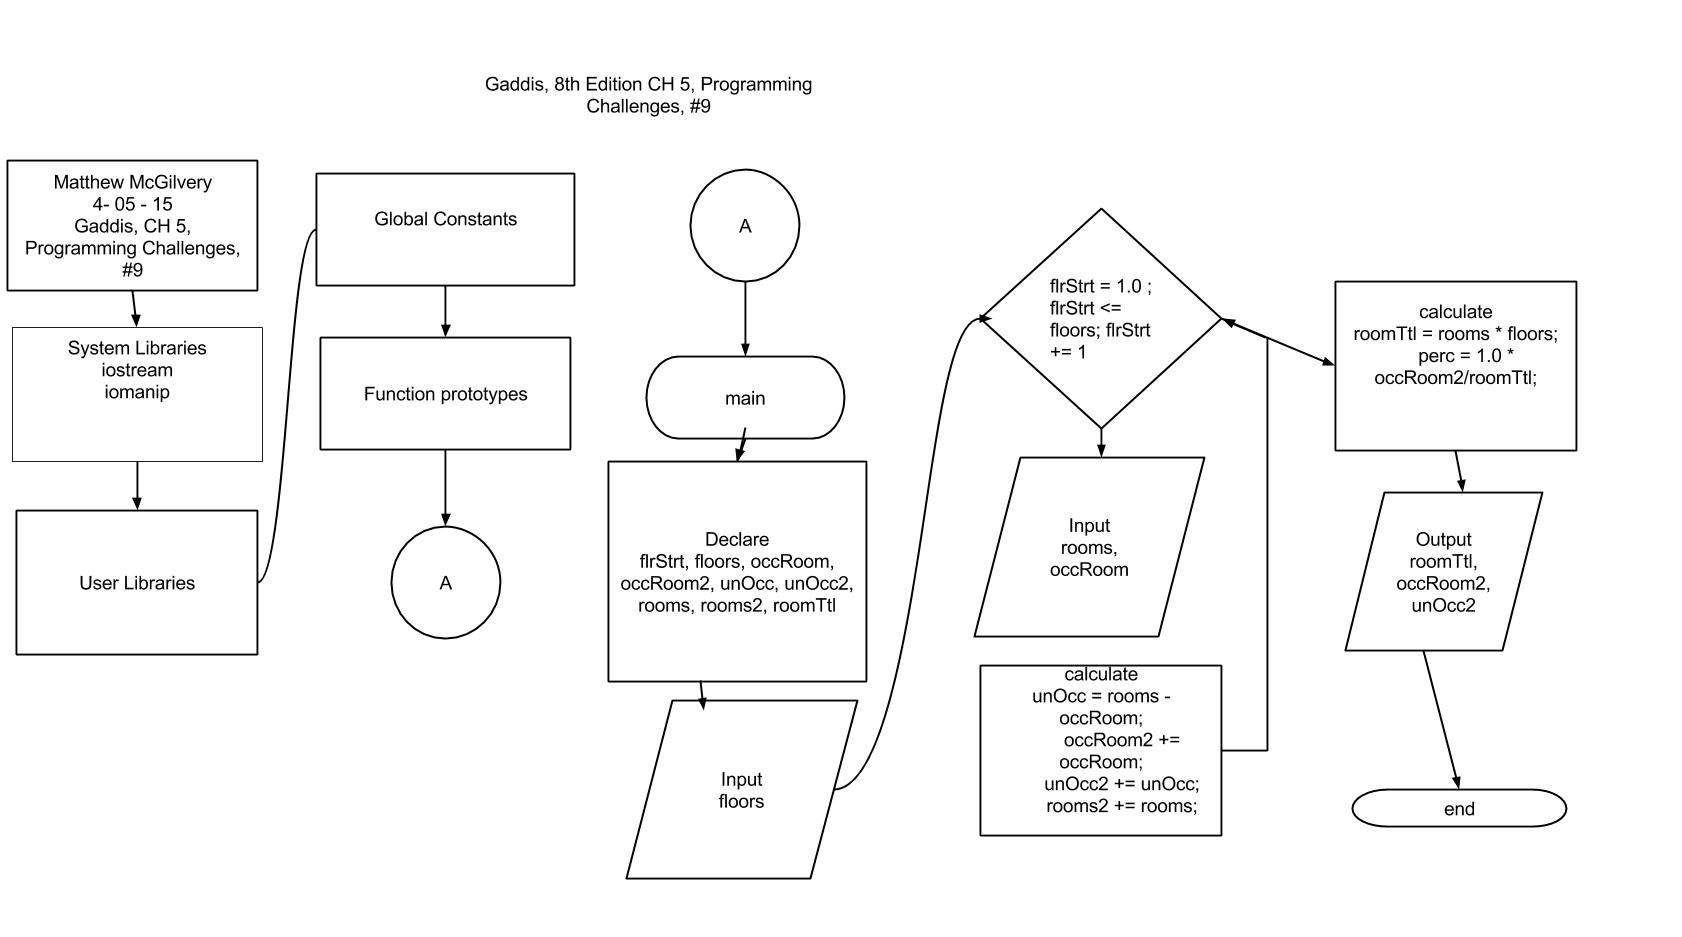 Gaddis, 8th Edition CH 5, Programming
Challenges, #9
Matthew McGilvery
4- 05 - 15
Gaddis, CH 5,
Programming Challenges,
#9
System Libraries
iostream
iomanip
User Libraries
Global Constants
Function prototypes
A
A
main
Declare
flrStrt, floors, occRoom,
occRoom2, unOcc, unOcc2,
rooms, rooms2, roomTtl
Input
floors
flrStrt = 1.0 ;
flrStrt <=
floors; flrStrt
+= 1
Input
rooms,
occRoom
calculate
unOcc = rooms -
occRoom;
occRoom2 +=
occRoom;
unOcc2 += unOcc;
rooms2 += rooms;
calculate
roomTtl = rooms * floors;
perc = 1.0 *
occRoom2/roomTtl;
Output
roomTtl,
occRoom2,
unOcc2
end